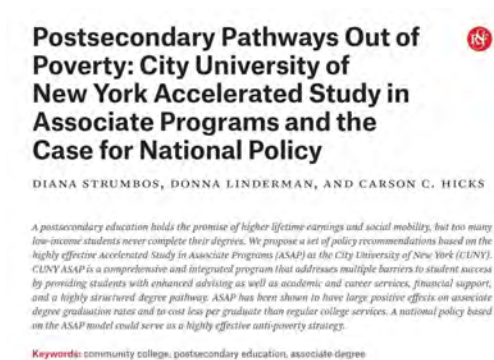 Postsecondary Pathways Out of
Poverty: City University of
New York Accelerated Study in
Associate Programs and the
Case for National Policy
DIANA STRUMBOS, DONNA LINDERMAN, AND CARSON C. HICKS
A postsecondary education holds the promise of higher lifetime earnings and social mobility, but too many
low-income students never complete their degrees. We propose a set of policy recommendations based on the
highly effective Accelerated Study in Associate Programs (ASAP) at the City University of New York (CUNY).
CUNY ASAP is a comprehensive and integrated program that addresses multiple barriers to student success
by providing students with enhanced advising as well as academic and career services, financial support,
and a highly structured degree pathway. ASAP has been shown to have large positive effects on associate
degree graduation rates and to cost less per graduate than regular college services. A national policy based
on the ASAP model could serve as a highly effective anti-poverty strategy.
Keywords: community college, postsecondary education, associate degree